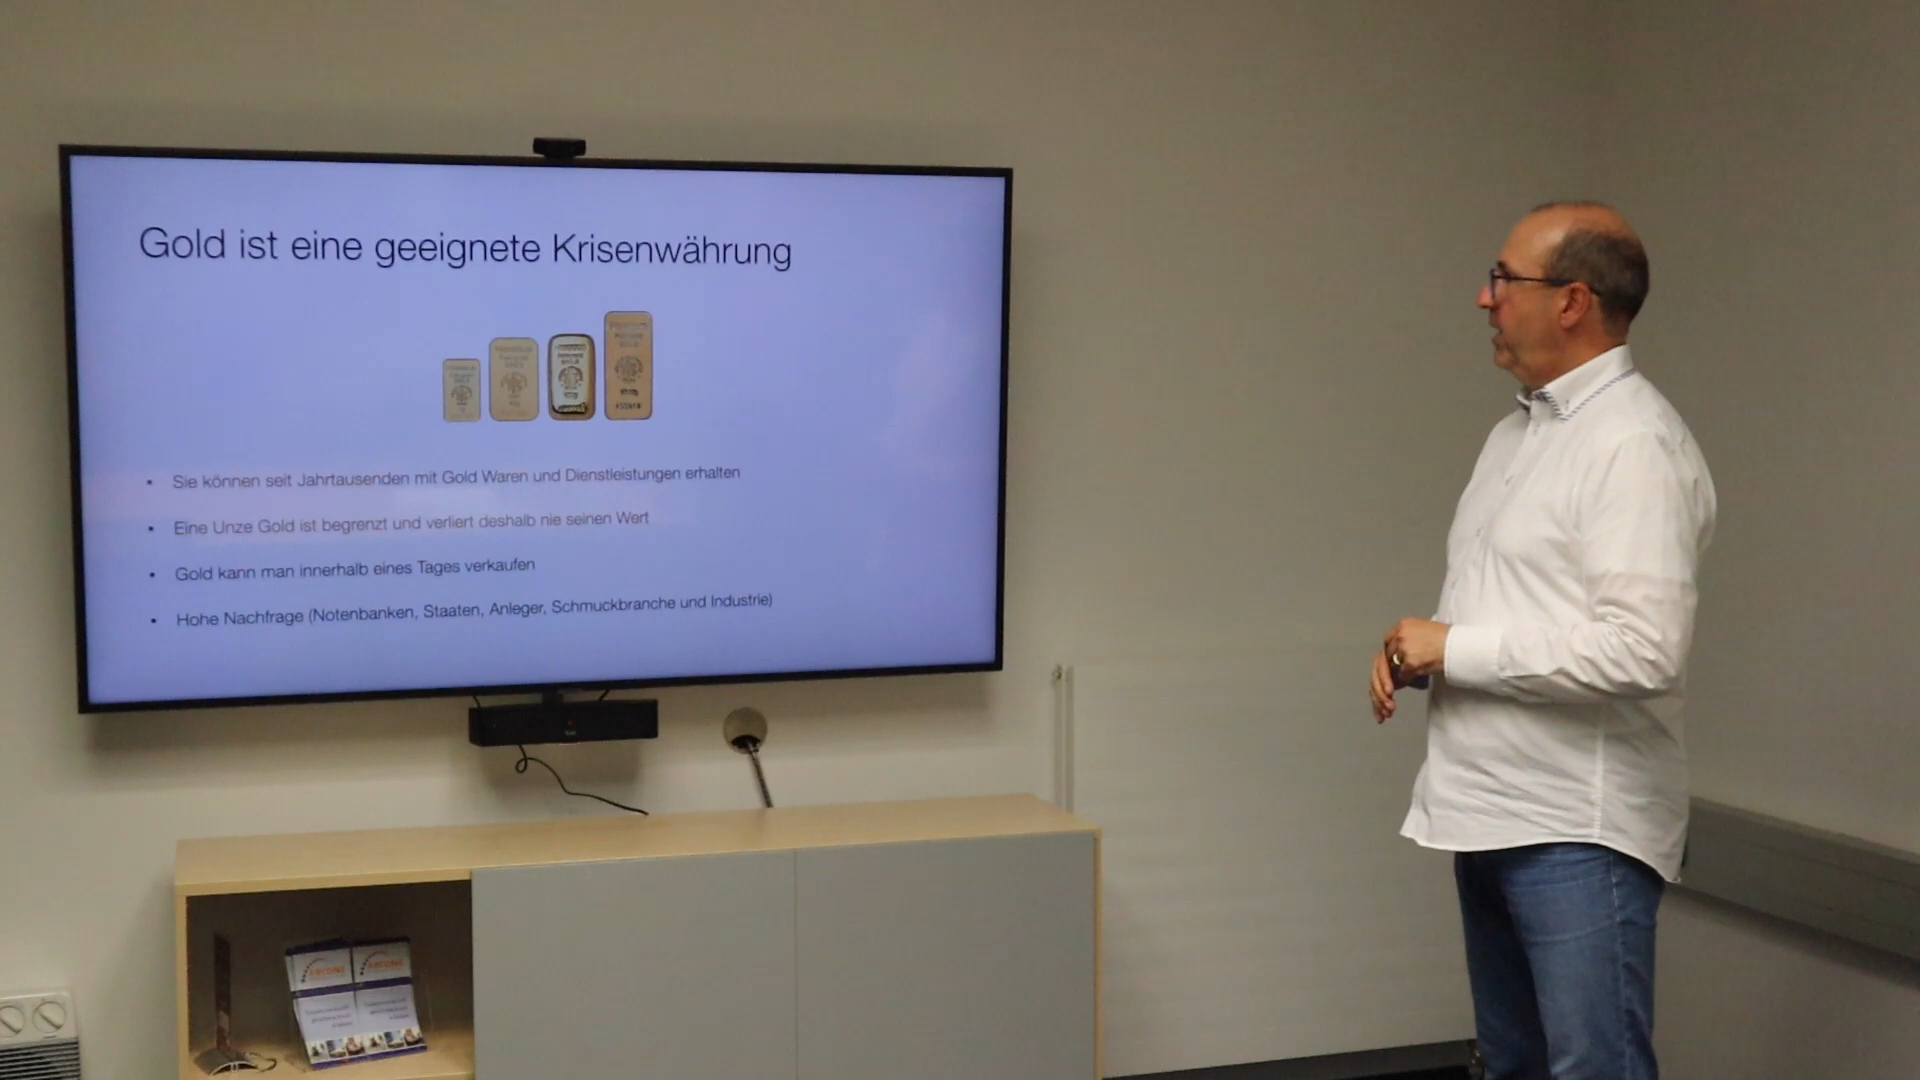 Gold ist eine geeignete Krisenwährung
• Sie können seit Jahrtausenden mit Gold Waren und Dienstleistungen erhalten
• Eine Unze Gold ist begrenzt und verliert deshalb nie seinen Wert
• Gold kann man innerhalb eines Tages verkaufen
• Hohe Nachfrage (Notenbanken, Staaten, Anleger, Schmuckbranche und Industrie)